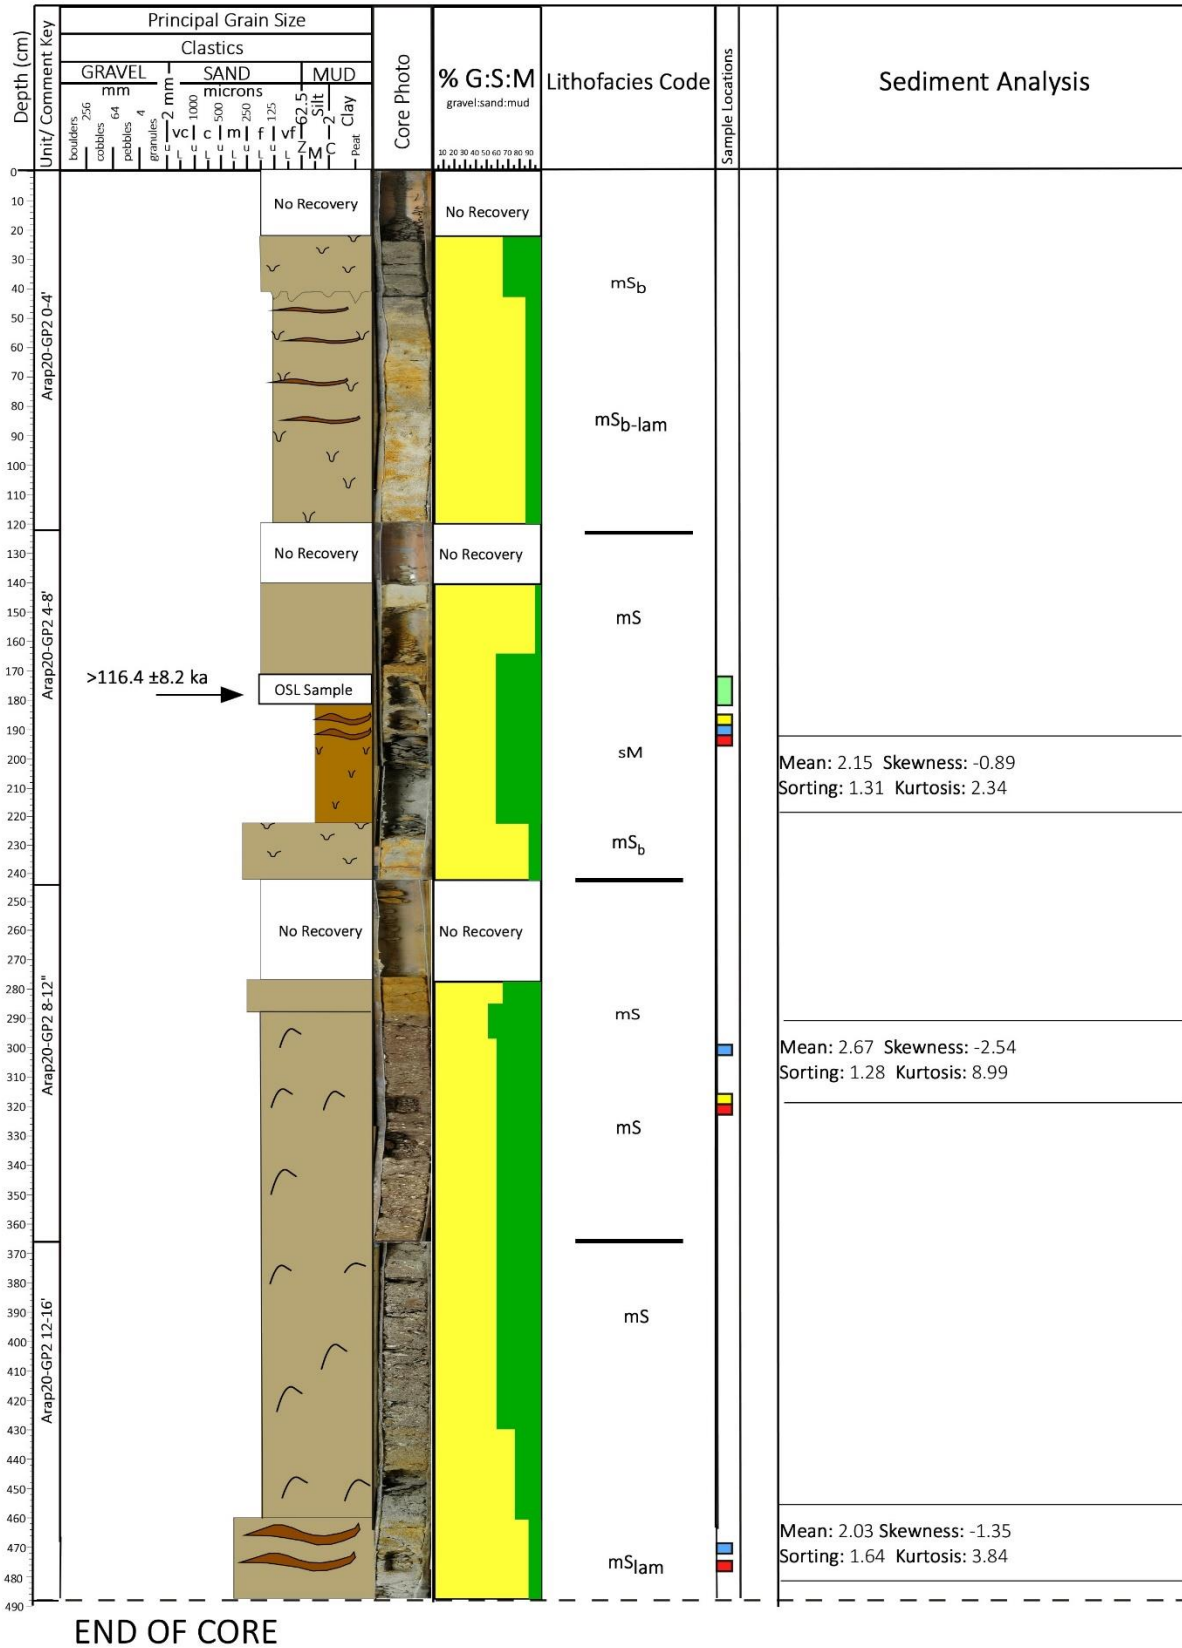 Depth (cm)
Unit/ Comment Key
Principal Grain Size
Clastics
GRAVEL
mm
SAND
microns
MUD
boulders
256
cobbles
64
pebbles
4
granules
2 mm
1000
500
250
125
62.5
Silt
2
Clay
vc
c
m
f
vf
U
L
U
L
U
L
U
L
U
L
Z
M
C
Peat
Core Photo
% G:S:M
gravel:sand:mud
10 20 30 40 50 60 70 80 90
Lithofacies Code
Sample Locations
Sediment Analysis
0
10
20
30
40
50
60
70
80
90
100
110
120
130
140
150
160
170
180
190
200
210
220
230
240
250
260
270
280
290
300
310
320
330
340
350
360
370
380
390
400
410
420
430
440
450
460
470
480
490
Arap20-GP2 0-4'
Arap20-GP2 4-8'
Arap20-GP2 8-12"
Arap20-GP2 12-16'
No Recovery
No Recovery
mSb
mSb-lam
No Recovery
No Recovery
mS
>116.4 ±8.2 ka
OSL Sample
sM
Mean: 2.15 Skewness: -0.89
Sorting: 1.31 Kurtosis: 2.34
mSb
No Recovery
No Recovery
mS
Mean: 2.67 Skewness: -2.54
Sorting: 1.28 Kurtosis: 8.99
mS
mS
Mean: 2.03 Skewness: -1.35
Sorting: 1.64 Kurtosis: 3.84
mSlam
END OF CORE